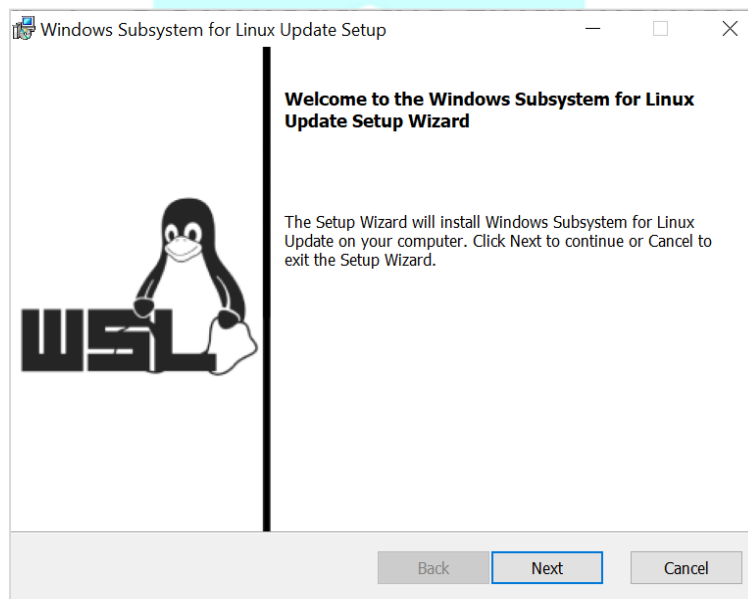 Windows Subsystem for Linux Update Setup
Welcome to the Windows Subsystem for Linux
Update Setup Wizard
The Setup Wizard will install Windows Subsystem for Linux
Update on your computer. Click Next to continue or Cancel to
exit the Setup Wizard.
WSL
Back Next Cancel